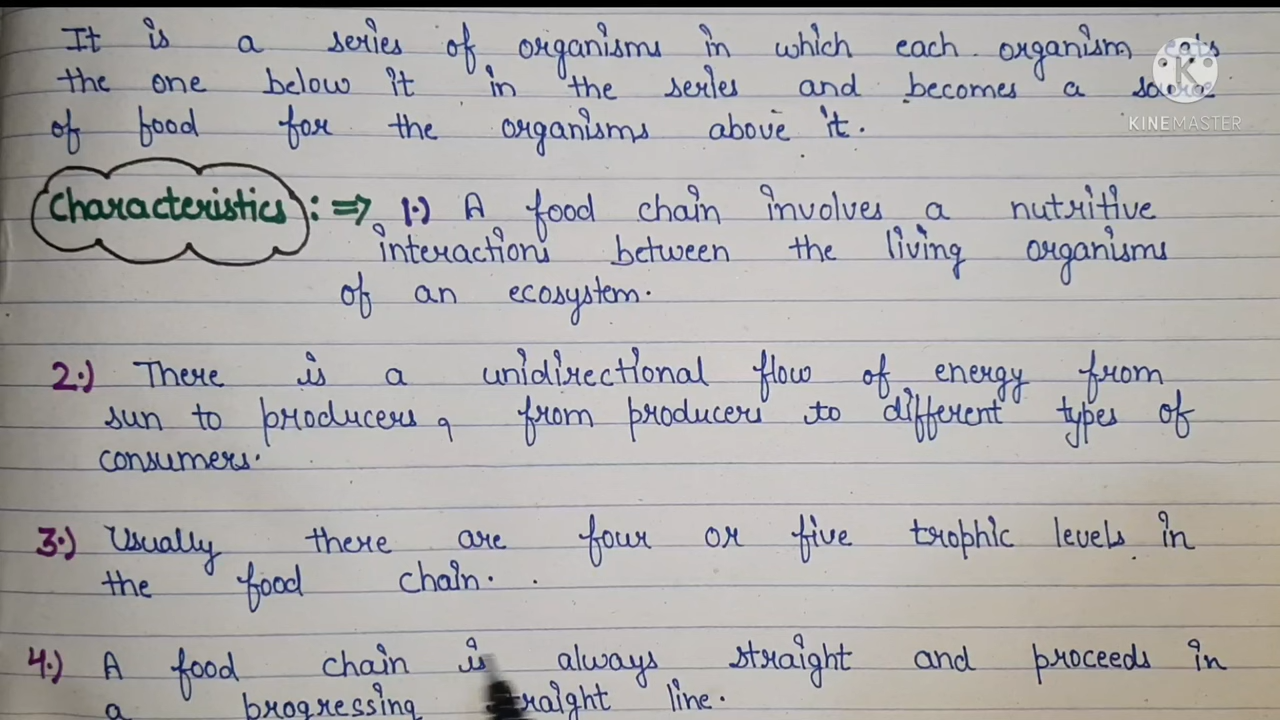 It is a series of organisms in which each organism eats
the one below it in the series and becomes a source
of food for the organisms above it.
KINEMASTER
Characteristics :⇒ 1.) A food chain involves a nutritive
interactions between the living organisms
of an ecosystem.
2.) There is a unidirectional flow of energy from
sun to producers, from producers to different types of
consumers.
3.) Usually there are four or five trophic levels in
the food chain.
4.) A food chain is always straight and proceeds in
a progressing straight line.